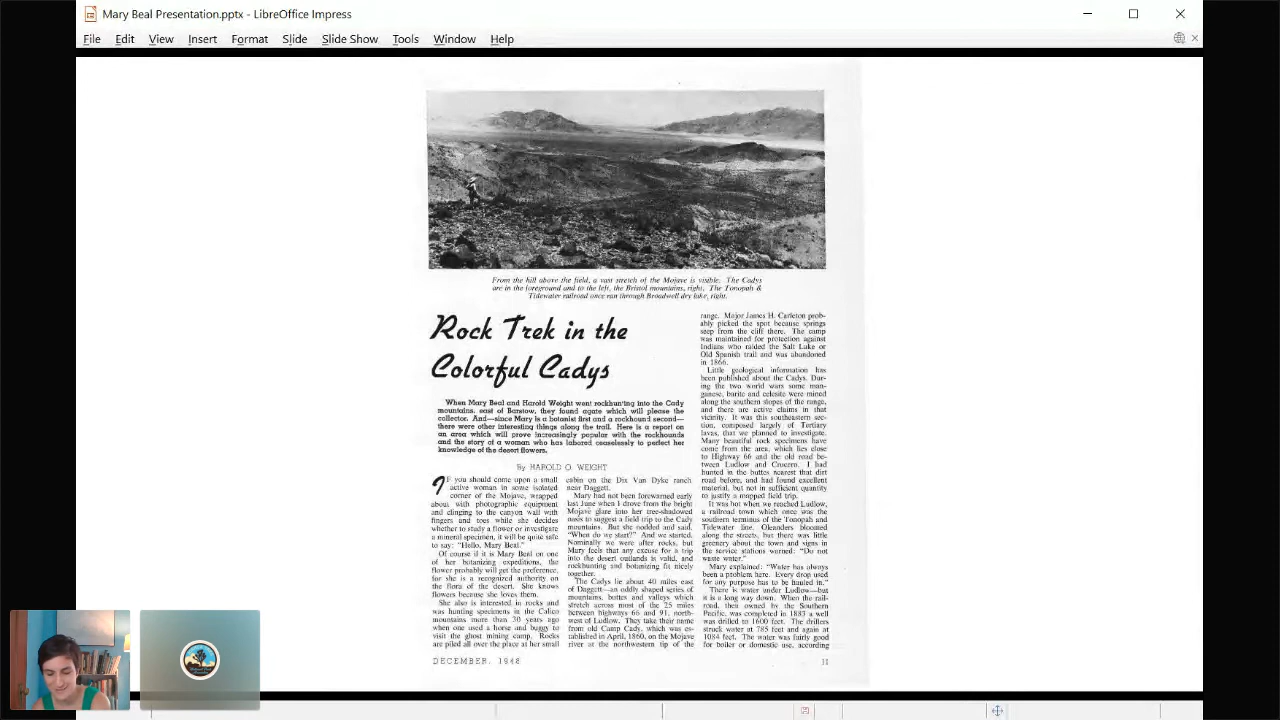 Mary Beal Presentation.pptx - LibreOffice Impress
File Edit View Insert Format Slide Slide Show Tools Window Help
From the hill above the field, a vast stretch of the Mojave is visible. The Cadys
are in the foreground and to the left, the Bristol mountains, right. The Tonopah &
Tidewater railroad once ran through Broadwell dry lake, right.
Rock Trek in the
Colorful Cadys
When Mary Beal and Harold Weight went rockhunting into the Cady
mountains, east of Barstow, they found agate which will please the
collector. And—since Mary is a botanist first and a rockhound second—
there were other interesting things along the trail. Here is a report on
an area which will prove increasingly popular with the rockhounds
and the story of a woman who has labored ceaselessly to perfect her
knowledge of the desert flowers.
By HAROLD O. WEIGHT
IF you should come upon a small
active woman in some isolated
corner of the Mojave, wrapped
about with photographic equipment
and clinging to the canyon wall with
fingers and toes while she decides
whether to study a flower or investigate
a mineral specimen, it will be quite safe
to say: "Hello, Mary Beal."
Of course if it is Mary Beal on one
of her botanizing expeditions, the
flower probably will get the preference,
for she is a recognized authority on
the flora of the desert. She knows
flowers because she loves them.
She also is interested in rocks and
was hunting specimens in the Calico
mountains more than 30 years ago
when one used a horse and buggy to
visit the ghost mining camp. Rocks
are piled all over the place at her small
cabin on the Dix Van Dyke ranch
near Daggett.
Mary had not been forewarned early
last June when I drove from the bright
Mojave glare into her tree-shadowed
oasis to suggest a field trip to the Cady
mountains. But she nodded and said,
"When do we start?" And we started.
Nominally we were after rocks, but
Mary feels that any excuse for a trip
into the desert outlands is valid, and
rockhunting and botanizing fit nicely
together.
The Cadys lie about 40 miles east
of Daggett—an oddly shaped series of
mountains, buttes and valleys which
stretch across most of the 25 miles
between highways 66 and 91, north-
west of Ludlow. They take their name
from old Camp Cady, which was es-
tablished in April, 1860, on the Mojave
river at the northwestern tip of the
range. Major James H. Carleton prob-
ably picked the spot because springs
seep from the cliff there. The camp
was maintained for protection against
Indians who raided the Salt Lake or
Old Spanish trail and was abandoned
in 1866.
Little geological information has
been published about the Cadys. Dur-
ing the two world wars some man-
ganese, barite and celesite were mined
along the southern slopes of the range,
and there are active claims in that
vicinity. It was this southeastern sec-
tion, composed largely of Tertiary
lavas, that we planned to investigate.
Many beautiful rock specimens have
come from the area, which lies close
to Highway 66 and the old road be-
tween Ludlow and Crucero. I had
hunted in the buttes nearest that dirt
road before, and had found excellent
material, but not in sufficient quantity
to justify a mapped field trip.
It was hot when we reached Ludlow,
a railroad town which once was the
southern terminus of the Tonopah and
Tidewater line. Oleanders bloomed
along the streets, but there was little
greenery about the town and signs in
the service stations warned: "Do not
waste water."
Mary explained: "Water has always
been a problem here. Every drop used
for any purpose has to be hauled in."
There is water under Ludlow—but
it is a long way down. When the rail-
road, then owned by the Southern
Pacific, was completed in 1883 a well
was drilled to 1600 feet. The drillers
struck water at 785 feet and again at
1084 feet. The water was fairly good
for boiler or domestic use, according
DECEMBER, 1948
11